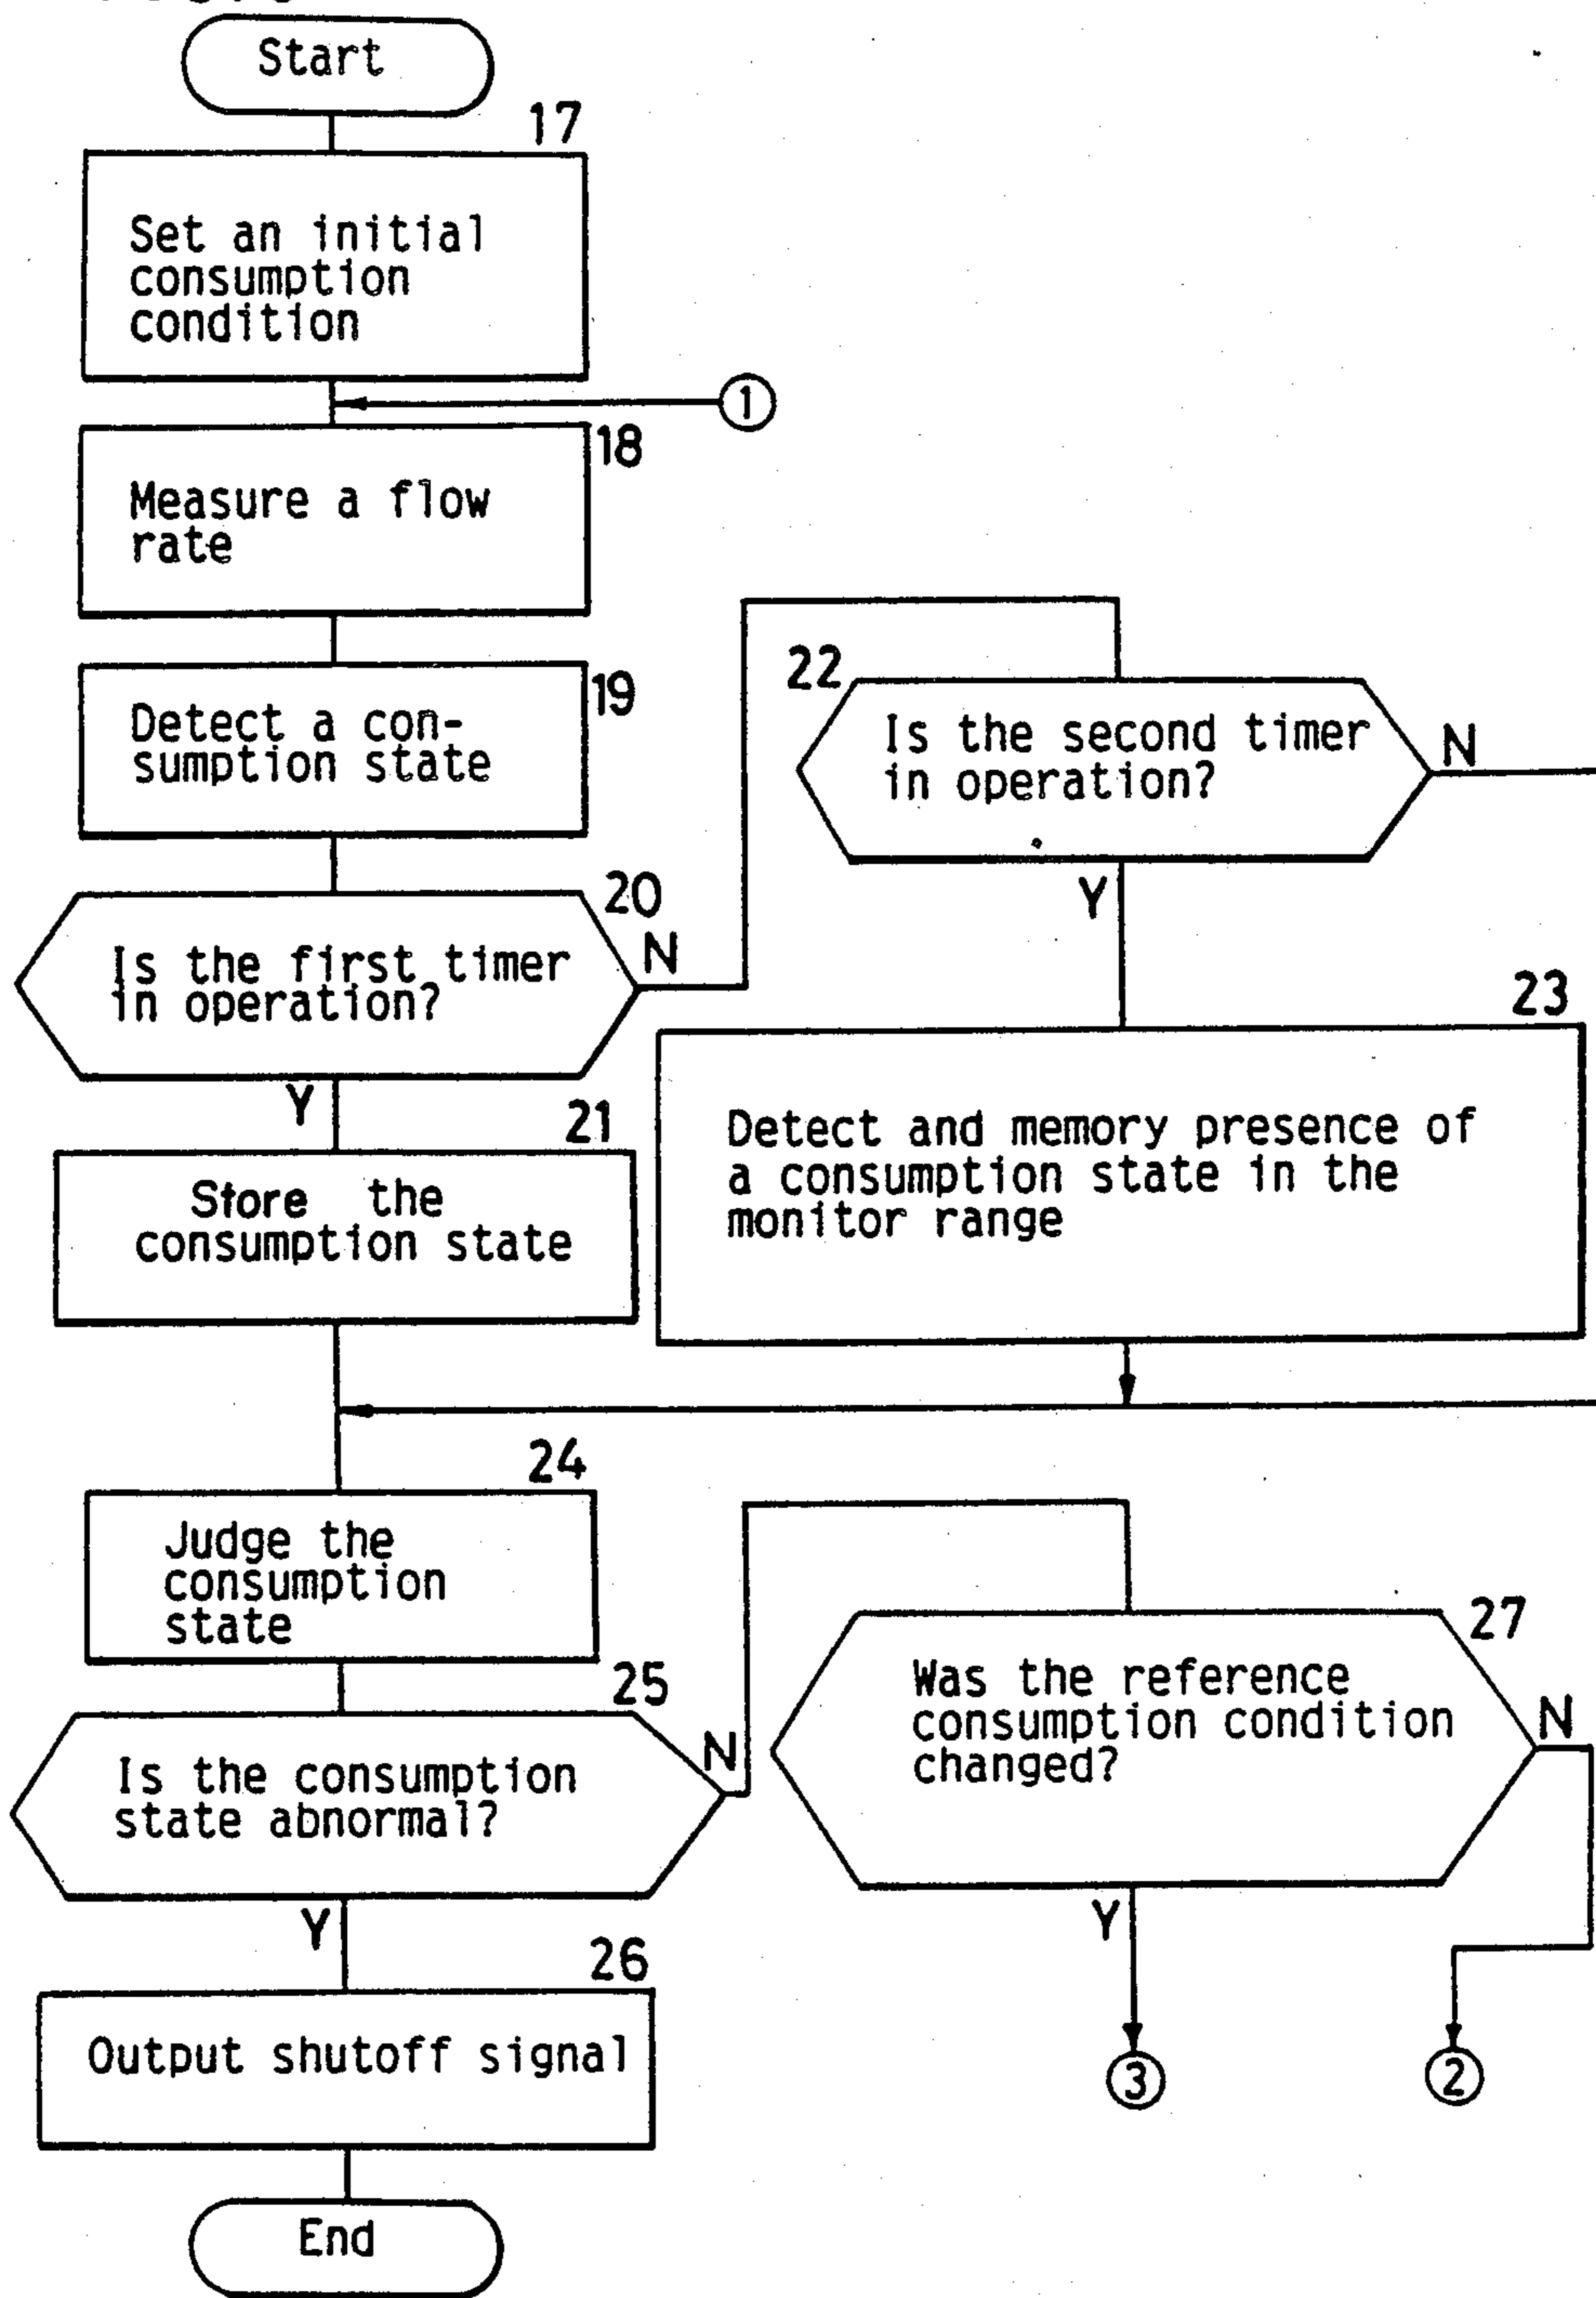 Start
17
Set an initial
consumption
condition
1
18
Measure a flow
rate
19
Detect a con-
sumption state
20
Is the first timer
in operation?
N
Y
22
Is the second timer
in operation?
N
Y
21
Store the
consumption state
23
Detect and memory presence of
a consumption state in the
monitor range
24
Judge the
consumption
state
25
Is the consumption
state abnormal?
N
Y
27
Was the reference
consumption condition
changed?
N
Y
26
Output shutoff signal
3
2
End